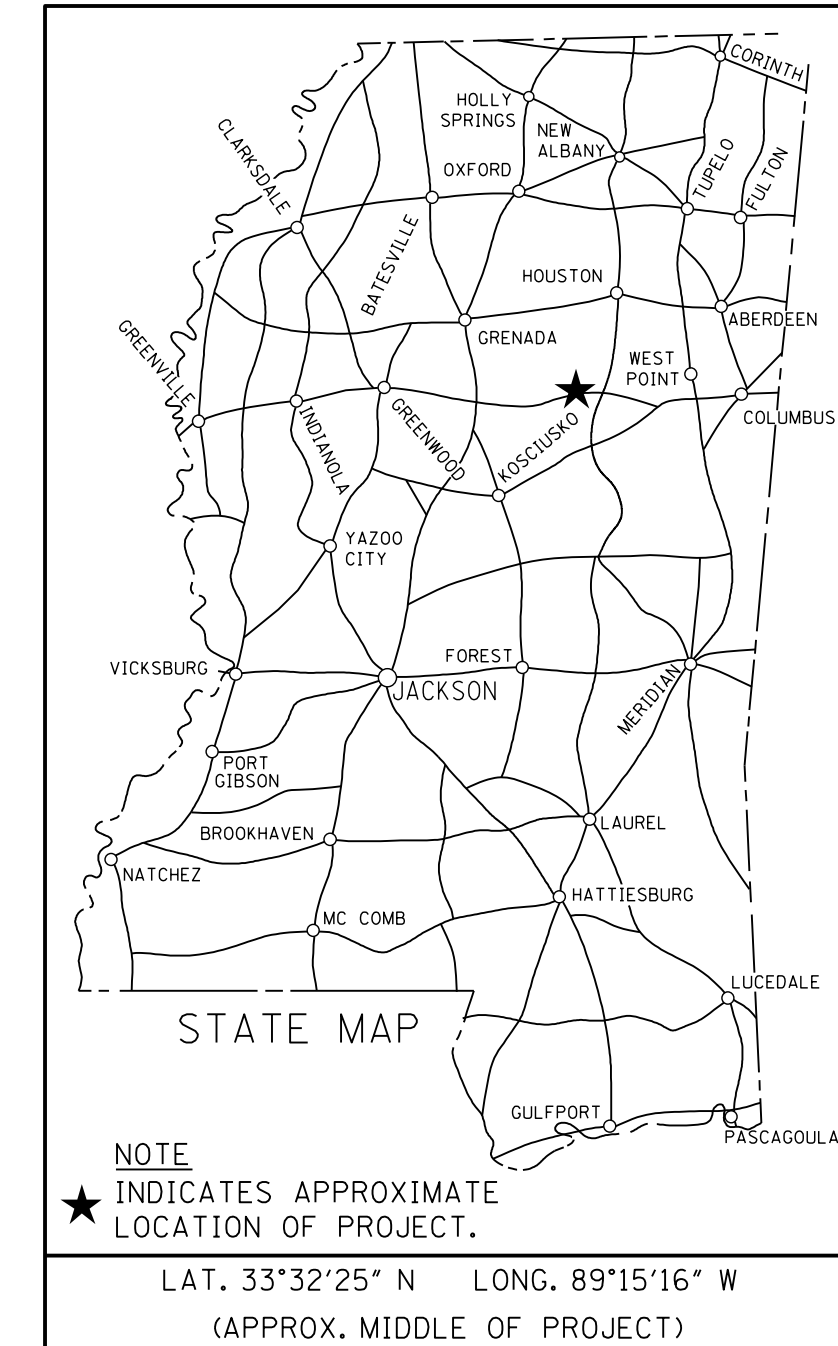 CORINTH
HOLLY
SPRINGS
NEW
ALBANY
CLARKSDALE
OXFORD
TUPELO
FULTON
BATESVILLE
HOUSTON
ABERDEEN
GRENADA
GREENVILLE
WEST
POINT
INDIANOLA
GREENWOOD
KOSCIUSKO
COLUMBUS
YAZOO
CITY
VICKSBURG
FOREST
JACKSON
MERIDIAN
PORT
GIBSON
BROOKHAVEN
LAUREL
NATCHEZ
HATTIESBURG
MC COMB
LUCEDALE
STATE MAP
GULFPORT
PASCAGOULA
NOTE
INDICATES APPROXIMATE
LOCATION OF PROJECT.
LAT. 33°32'25" N LONG. 89°15'16" W
(APPROX. MIDDLE OF PROJECT)